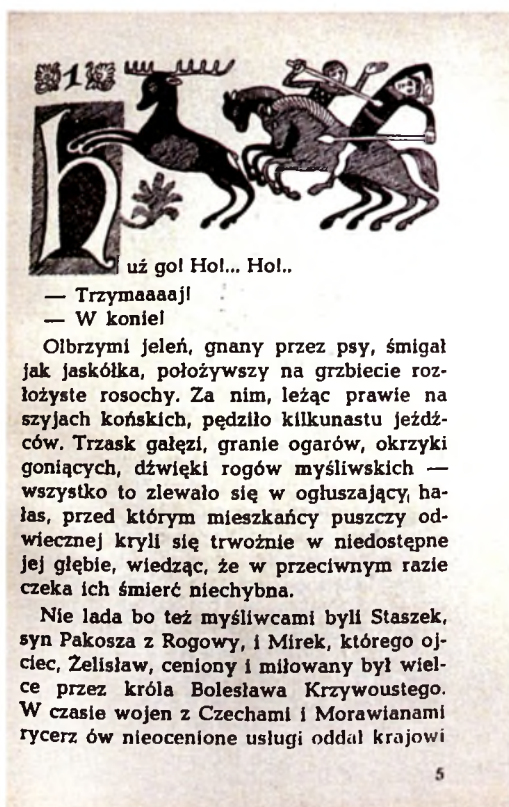 1
Huź go! Ho!... Ho!..
— Trzymaaaaj!
— W konie!
Olbrzymi jeleń, gnany przez psy, śmigał
jak jaskółka, położywszy na grzbiecie roz-
łożyste rosochy. Za nim, leżąc prawie na
szyjach końskich, pędziło kilkunastu jeźdź-
ców. Trzask gałęzi, granie ogarów, okrzyki
goniących, dźwięki rogów myśliwskich —
wszystko to zlewało się w ogłuszający ha-
łas, przed którym mieszkańcy puszczy od-
wiecznej kryli się trwożnie w niedostępne
jej głębie, wiedząc, że w przeciwnym razie
czeka ich śmierć niechybna.
Nie lada bo też myśliwcami byli Staszek,
syn Pakosza z Rogowy, i Mirek, którego oj-
ciec, Żelisław, ceniony i miłowany był wiel-
ce przez króla Bolesława Krzywoustego.
W czasie wojen z Czechami i Morawianami
rycerz ów nieocenione usługi oddał krajowi
5